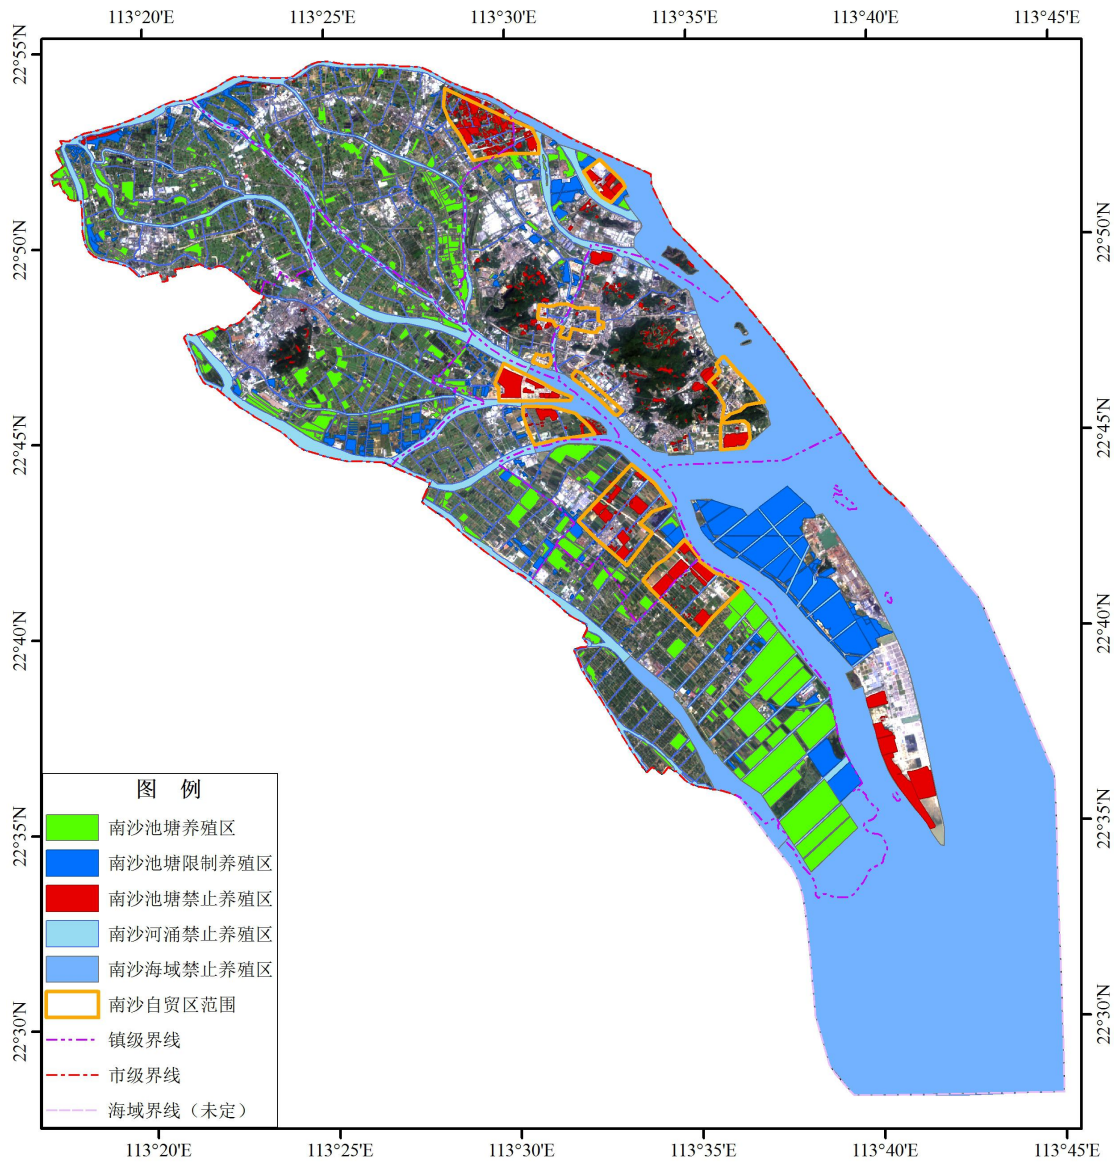 113°20'E 113°25'E 113°30'E 113°35'E 113°40'E 113°45'E
22°55'N
22°50'N 22°50'N
22°45'N 22°45'N
22°40'N 22°40'N
22°35'N 22°35'N
22°30'N 22°30'N
图 例
南沙池塘养殖区
南沙池塘限制养殖区
南沙池塘禁止养殖区
南沙河涌禁止养殖区
南沙海域禁止养殖区
南沙自贸区范围
镇级界线
市级界线
海域界线（未定）
113°20'E 113°25'E 113°30'E 113°35'E 113°40'E 113°45'E